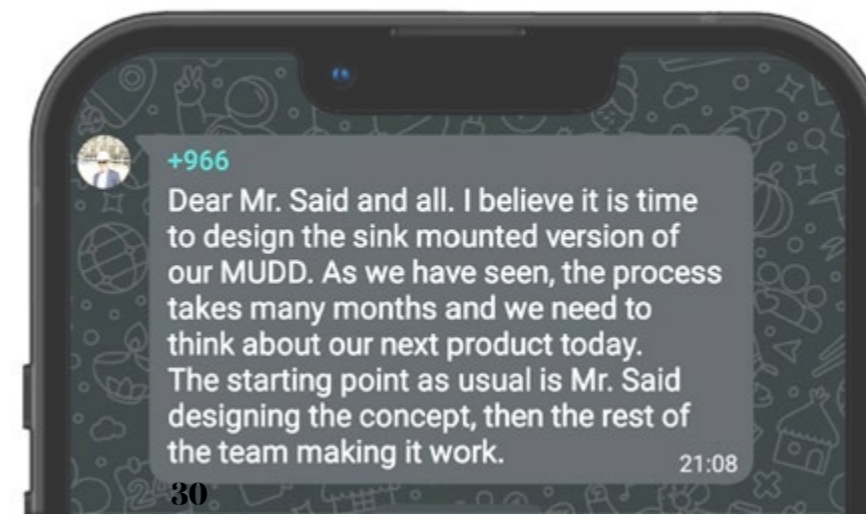 +966
Dear Mr. Said and all. I believe it is time
to design the sink mounted version of
our MUDD. As we have seen, the process
takes many months and we need to
think about our next product today.
The starting point as usual is Mr. Said
designing the concept, then the rest of
the team making it work.
21:08
30